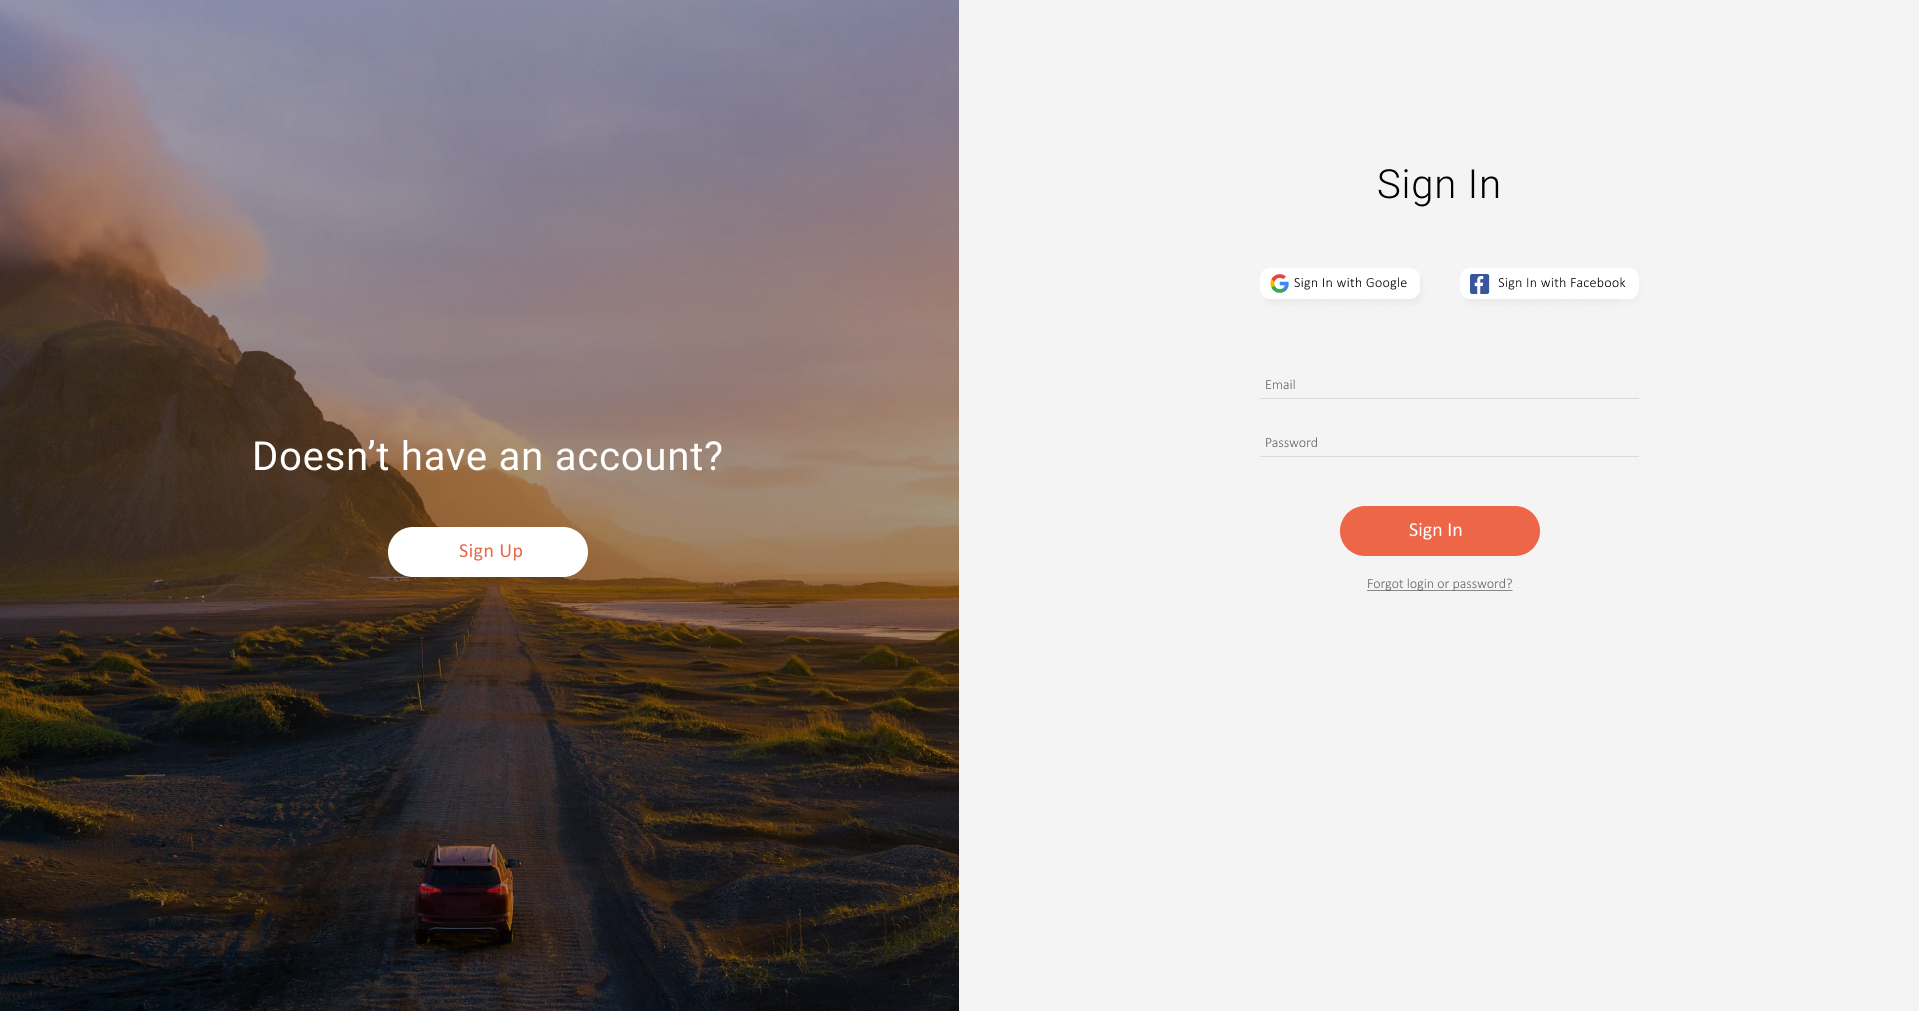 Doesn’t have an account?
Sign Up
Sign In
Sign In with Google
Sign In with Facebook
Email
Password
Sign In
Forgot login or password?